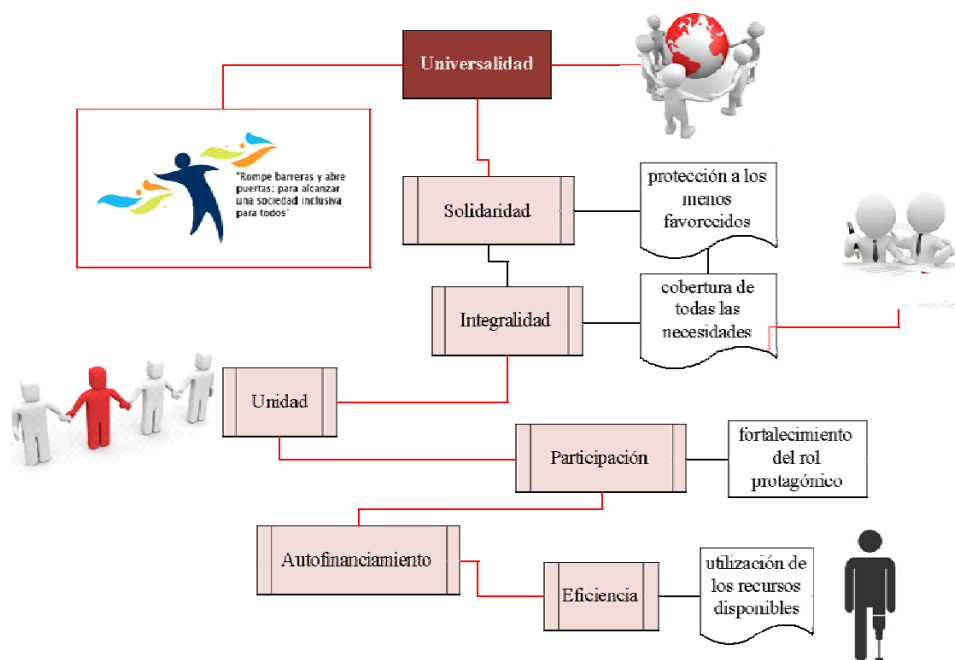 Universalidad
"Rompe barreras y abre
puertas: para alcanzar
una sociedad inclusiva
para todos"
Solidaridad
protección a los
menos
favorecidos
Integralidad
cobertura de
todas las
necesidades
Unidad
Participación
fortalecimiento
del rol
protagónico
Autofinanciamiento
Eficiencia
utilización de
los recursos
disponibles